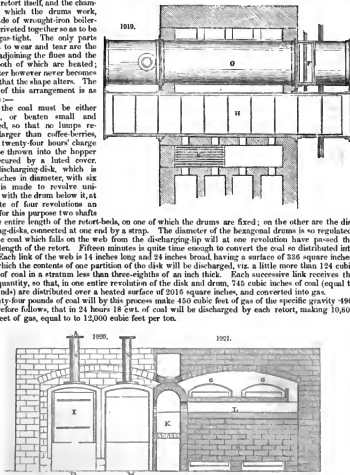 retort itself, and the cham-
which the drums work,
de of wrought-iron boiler-
riveted together so as to be
gas-tight. The only parts
to wear and tear are the
adjoining the flues and the
both of which are heated;
ter however never becomes
that the shape alters. The
of this arrangement is as
:—
the coal must be either
, or beaten small and
ed, so that no lumps re-
larger than coffee-berries,
twenty-four hours' charge
be thrown into the hopper
ecured by a luted cover.
discharging-disk, which is
nches in diameter, with six
is made to revolve uni-
with the drum below it, at
te of four revolutions an
for this purpose two shafts
e entire length of the retort-beds, on one of which the drums are fixed; on the other are the dis-
ng-disks, connected at one end by a strap. The diameter of the hexagonal drums is so regulated
e coal which falls on the web from the discharging-lip will at one revolution have passed th
length of the retort. Fifteen minutes is quite time enough to convert the coal so distributed int
Each link of the web is 14 inches long and 24 inches broad, having a surface of 336 square inches
which the contents of one partition of the disk will be discharged, viz. a little more than 124 cubi
of coal in a stratum less than three-eighths of an inch thick. Each successive link receives th
quantity, so that, in one entire revolution of the disk and drum, 745 cubic inches of coal (equal t
nds) are distributed over a heated surface of 2016 square inches, and converted into gas.
ty-four pounds of coal will by this process make 450 cubic feet of gas of the specific gravity ·490
refore follows, that in 24 hours 18 cwt. of coal will be discharged by each retort, making 10,80
eet of gas, equal to to 12,000 cubic feet per ton.
1919.
O
F
H
1920.
1921.
I
K
G
G
L